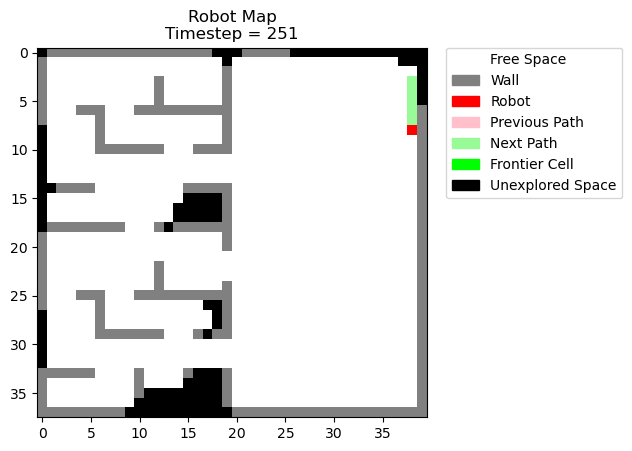 Robot Map
Timestep = 251
0
5
10
15
20
25
30
35
0
5
10
15
20
25
30
35
Free Space
Wall
Robot
Previous Path
Next Path
Frontier Cell
Unexplored Space